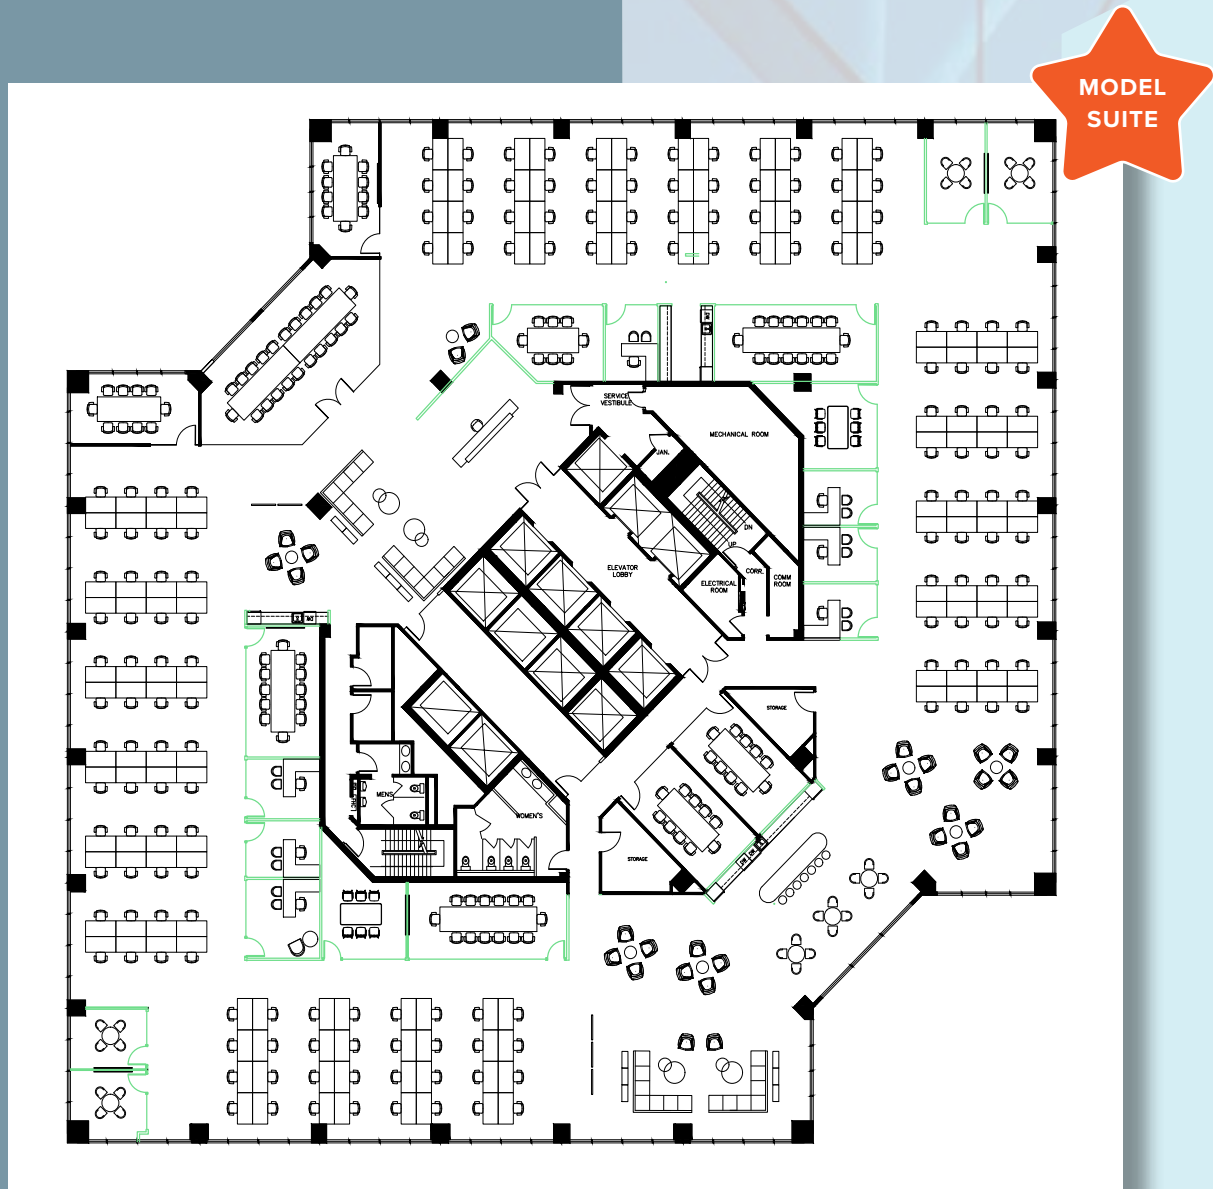 MODEL
SUITE
SERVICE
VESTIBULE
MECHANICAL ROOM
JAN.
DN
UP
ELEVATOR
LOBBY
CORR.
COMM
ROOM
ELECTRICAL
ROOM
STORAGE
MENS
WOMEN'S
STORAGE